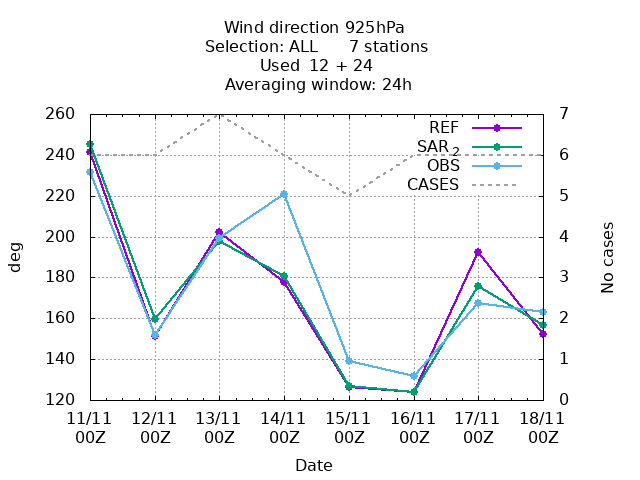 Wind direction 925hPa
Selection: ALL 7 stations
Used 12 + 24
Averaging window: 24h
260
240
220
200
180
160
140
120
deg
7
6
5
4
3
2
1
0
No cases
REF
SAR 2
OBS
CASES
11/11 12/11 13/11 14/11 15/11 16/11 17/11 18/11
00Z 00Z 00Z 00Z 00Z 00Z 00Z 00Z
Date